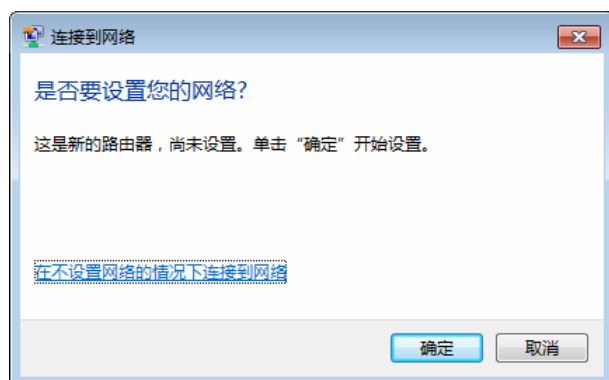 连接到网络
是否要设置您的网络?
这是新的路由器，尚未设置。单击“确定”开始设置。
在不设置网络的情况下连接到网络
确定
取消